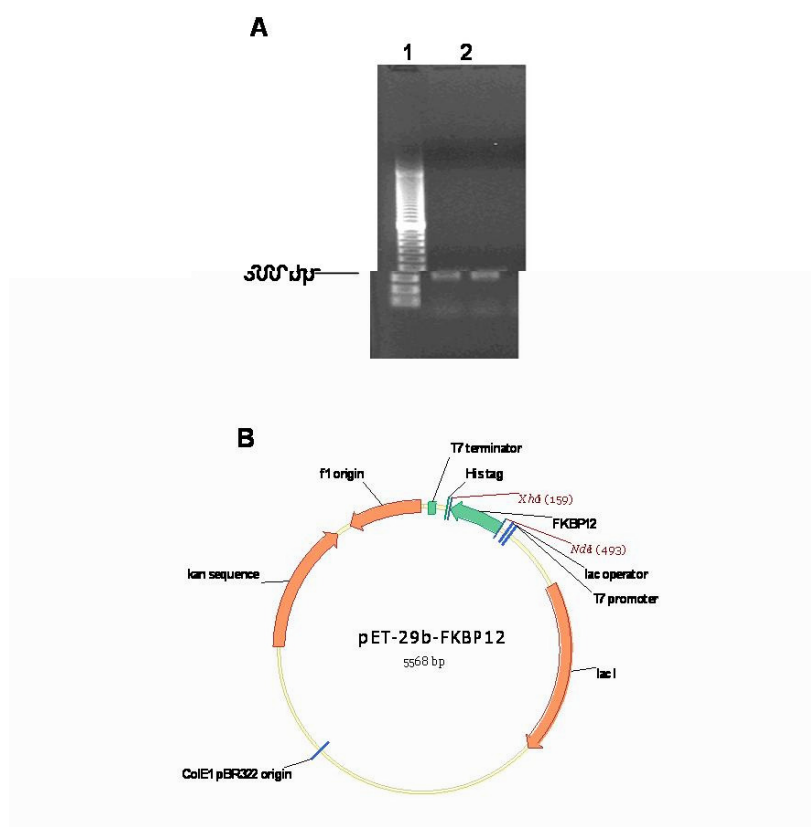 A
1 2
B
T7 terminator
f1 origin
His tag
XhoI (159)
FKBP12
NdeI (493)
kan sequence
lac operator
T7 promoter
pET-29b-FKBP12
5568 bp
lac I
ColE1 pBR322 origin